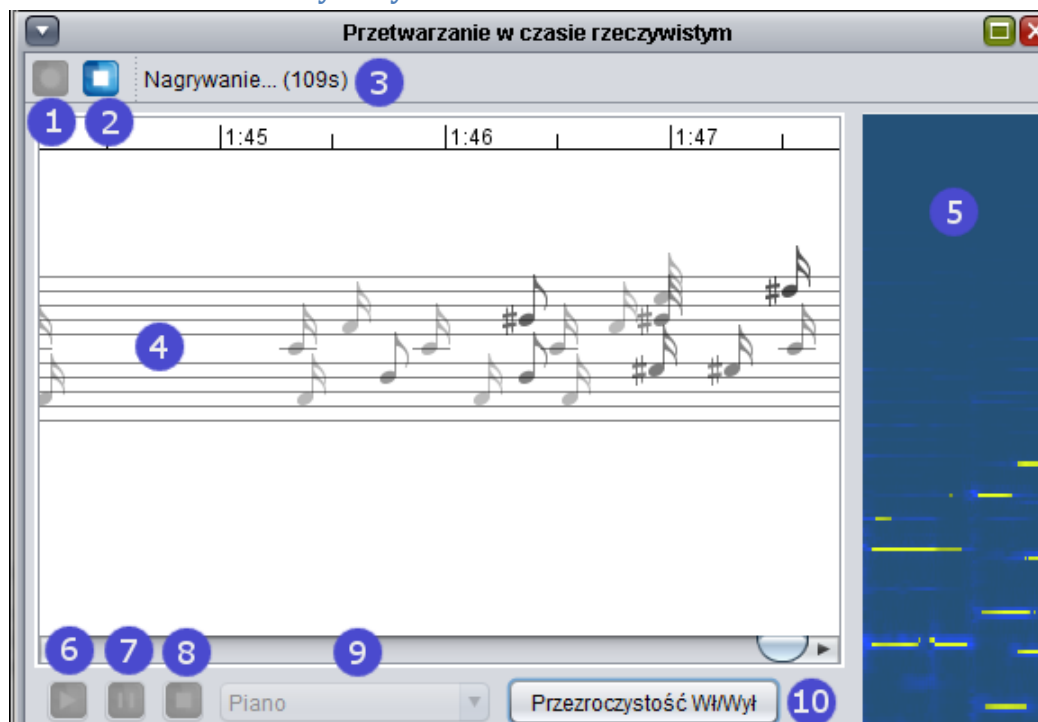 Przetwarzanie w czasie rzeczywistym
Nagrywanie... (109s) 3
1 2
1:45 1:46 1:47
5
4
6 7 8 9
Piano Przezroczystość Wł/Wył 10